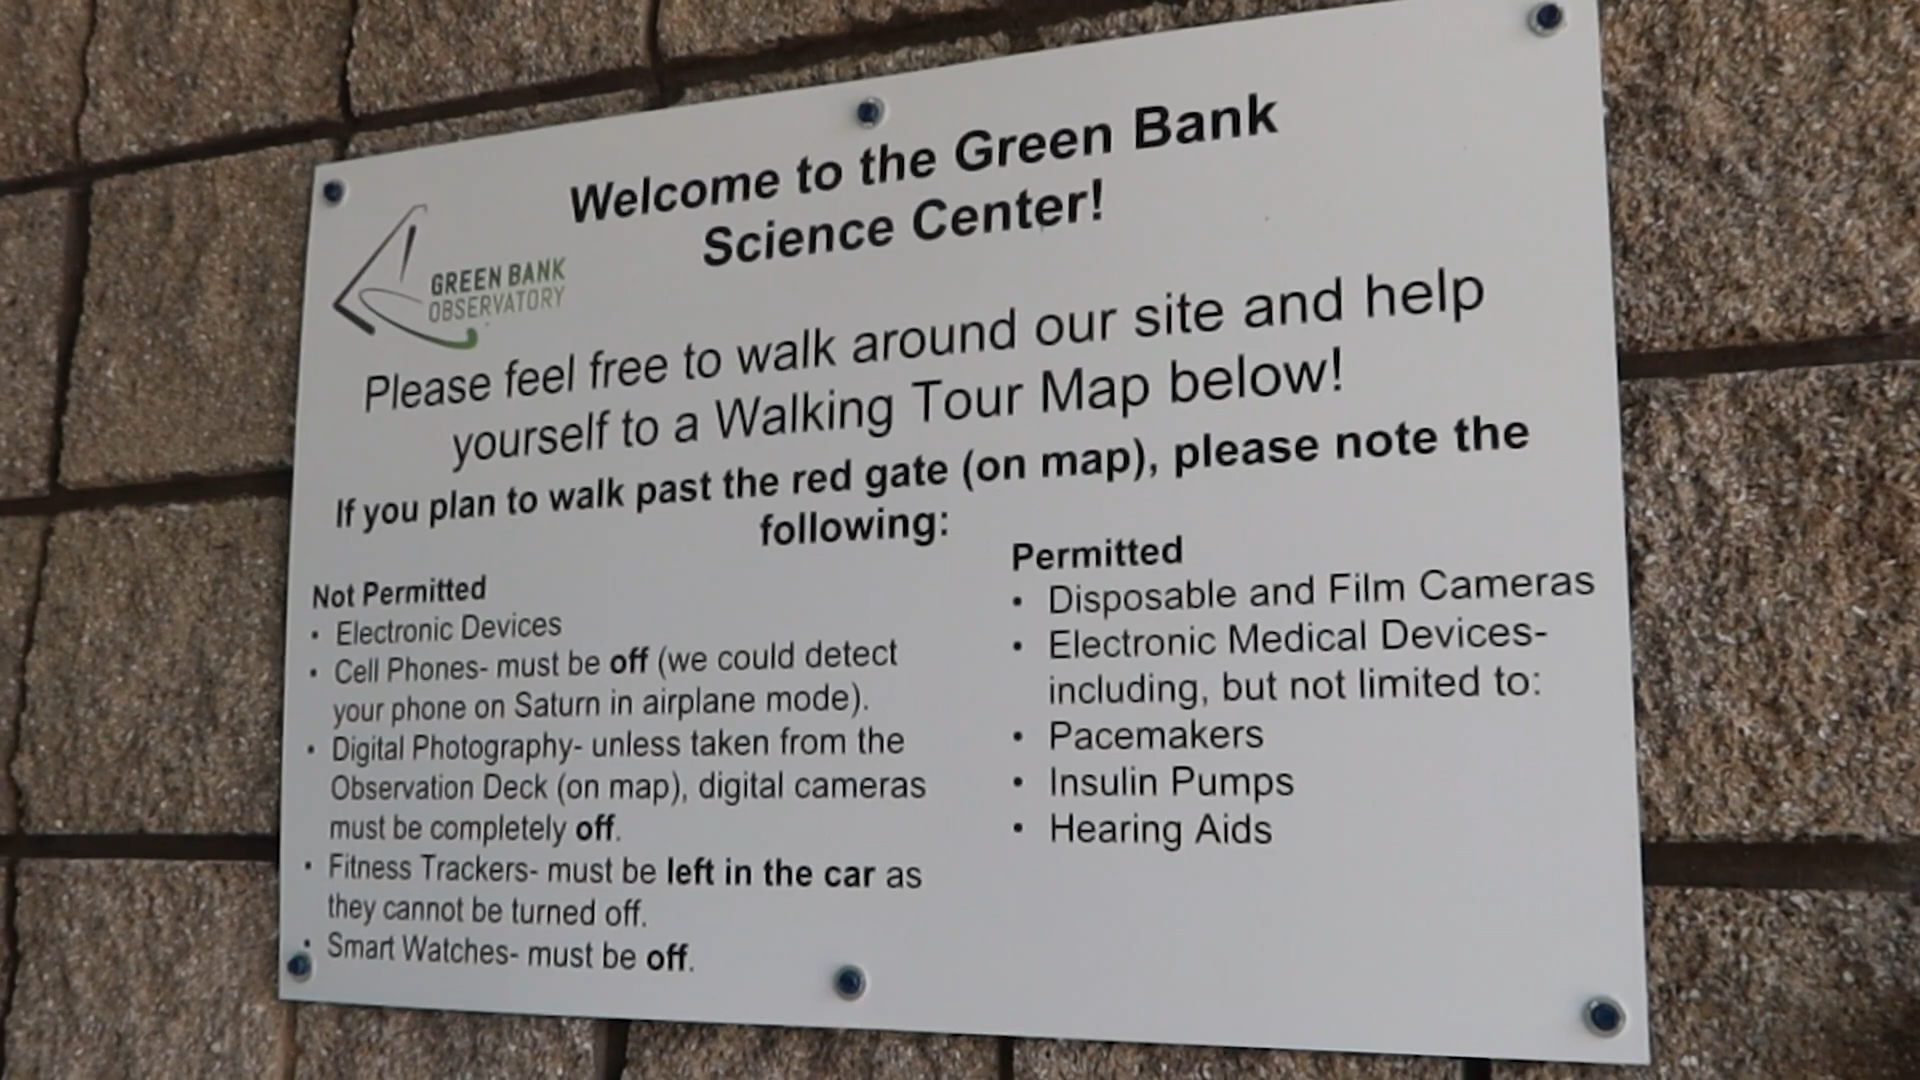 Welcome to the Green Bank
Science Center!
GREEN BANK
OBSERVATORY
Please feel free to walk around our site and help
yourself to a Walking Tour Map below!
If you plan to walk past the red gate (on map), please note the
following:
Not Permitted
• Electronic Devices
• Cell Phones- must be off (we could detect
your phone on Saturn in airplane mode).
• Digital Photography- unless taken from the
Observation Deck (on map), digital cameras
must be completely off.
• Fitness Trackers- must be left in the car as
they cannot be turned off.
• Smart Watches- must be off.
Permitted
• Disposable and Film Cameras
• Electronic Medical Devices-
including, but not limited to:
• Pacemakers
• Insulin Pumps
• Hearing Aids